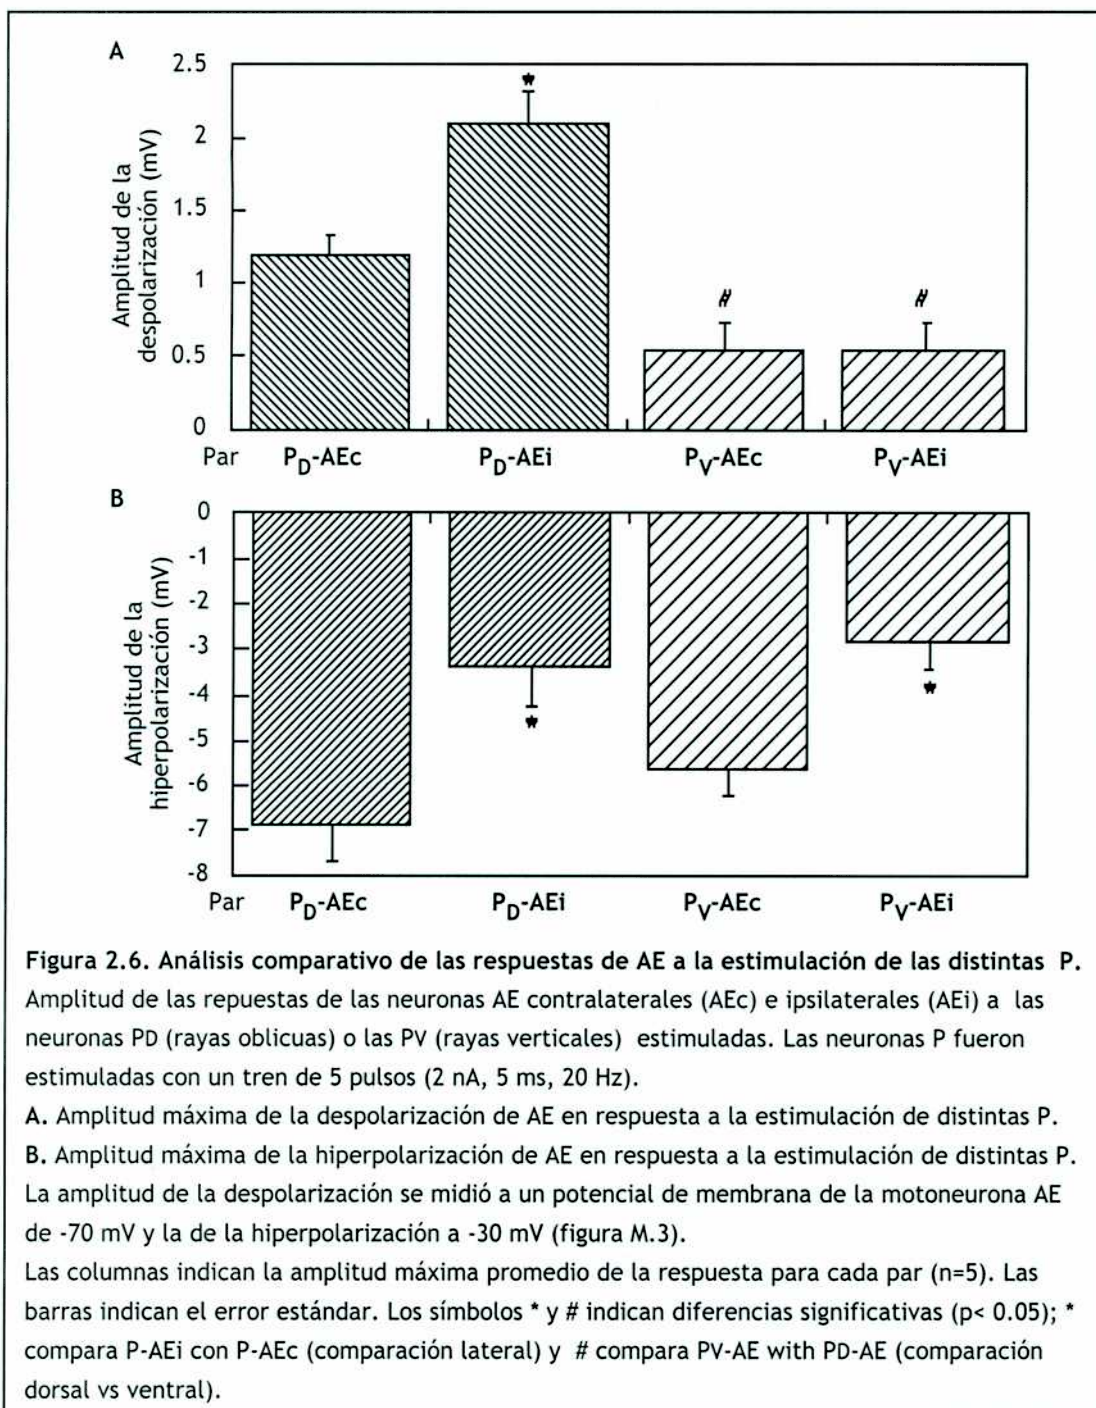 A
2.5
2
1.5
1
0.5
0
Amplitud de la
despolarización (mV)
*
#
#
Par PD-AEc PD-AEi PV-AEc PV-AEi
B
0
-1
-2
-3
-4
-5
-6
-7
-8
Amplitud de la
hiperpolarización (mV)
*
*
Par PD-AEc PD-AEi PV-AEc PV-AEi
Figura 2.6. Análisis comparativo de las respuestas de AE a la estimulación de las distintas P.
Amplitud de las repuestas de las neuronas AE contralaterales (AEc) e ipsilaterales (AEi) a las
neuronas PD (rayas oblicuas) o las PV (rayas verticales) estimuladas. Las neuronas P fueron
estimuladas con un tren de 5 pulsos (2 nA, 5 ms, 20 Hz).
A. Amplitud máxima de la despolarización de AE en respuesta a la estimulación de distintas P.
B. Amplitud máxima de la hiperpolarización de AE en respuesta a la estimulación de distintas P.
La amplitud de la despolarización se midió a un potencial de membrana de la motoneurona AE
de -70 mV y la de la hiperpolarización a -30 mV (figura M.3).
Las columnas indican la amplitud máxima promedio de la respuesta para cada par (n=5). Las
barras indican el error estándar. Los símbolos * y # indican diferencias significativas (p< 0.05); *
compara P-AEi con P-AEc (comparación lateral) y # compara PV-AE with PD-AE (comparación
dorsal vs ventral).